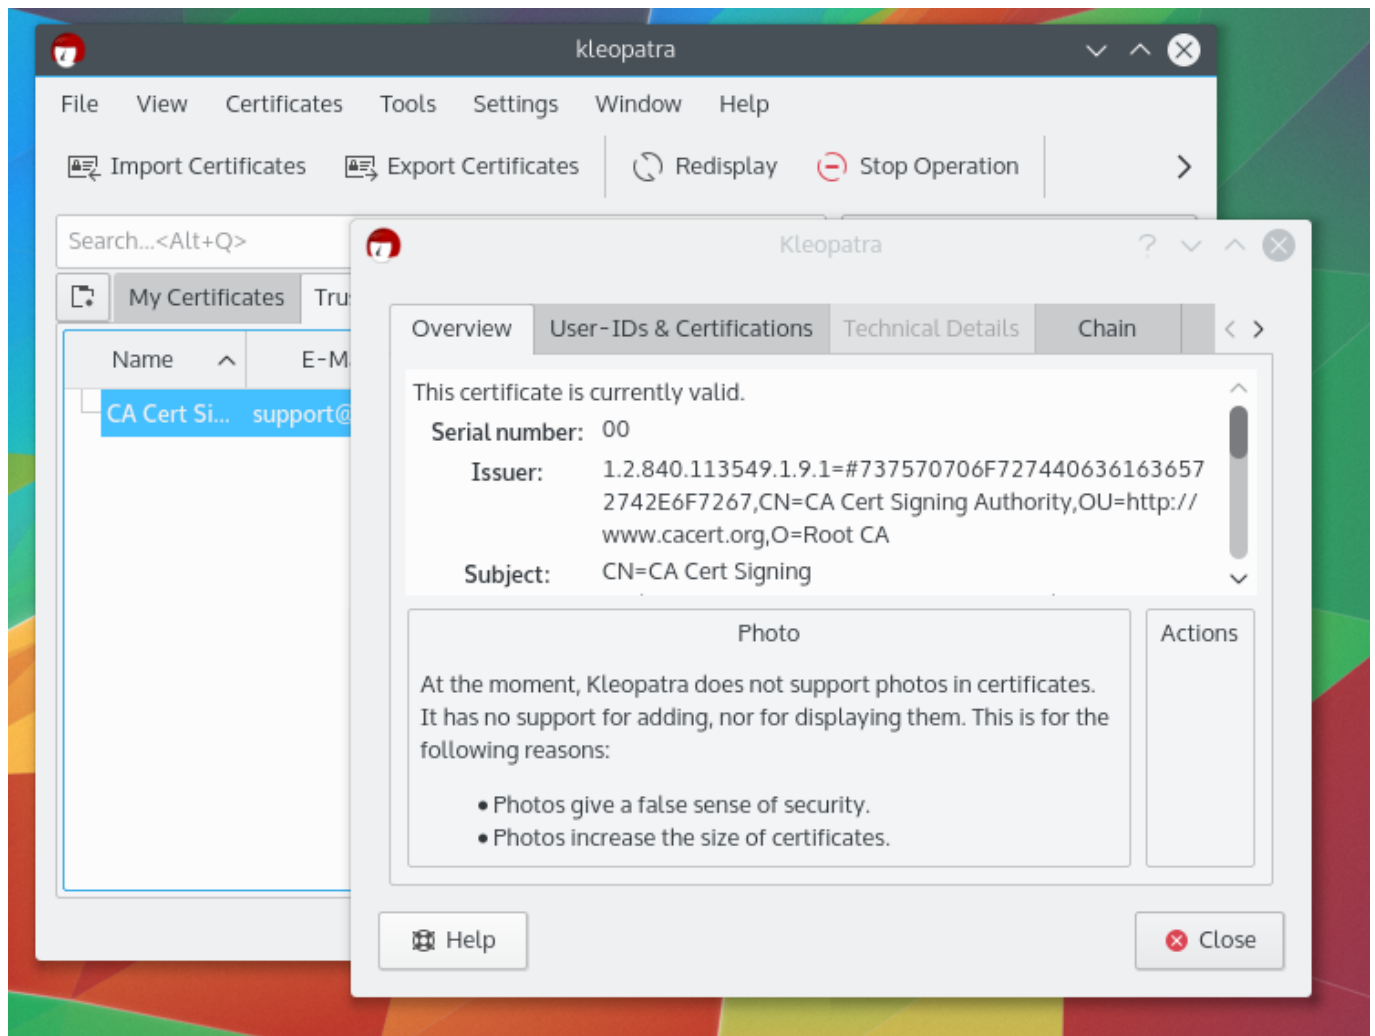 kleopatra
File View Certificates Tools Settings Window Help
Import Certificates Export Certificates Redisplay Stop Operation
Search...<Alt+Q>
My Certificates
Name E-M
CA Cert Si... support@
Kleopatra
Overview User-IDs & Certifications Technical Details Chain
This certificate is currently valid.
Serial number: 00
Issuer: 1.2.840.113549.1.9.1=#737570706F727440636163657
2742E6F7267,CN=CA Cert Signing Authority,OU=http://
www.cacert.org,O=Root CA
Subject: CN=CA Cert Signing
Photo
Actions
At the moment, Kleopatra does not support photos in certificates.
It has no support for adding, nor for displaying them. This is for the
following reasons:
• Photos give a false sense of security.
• Photos increase the size of certificates.
Help
Close